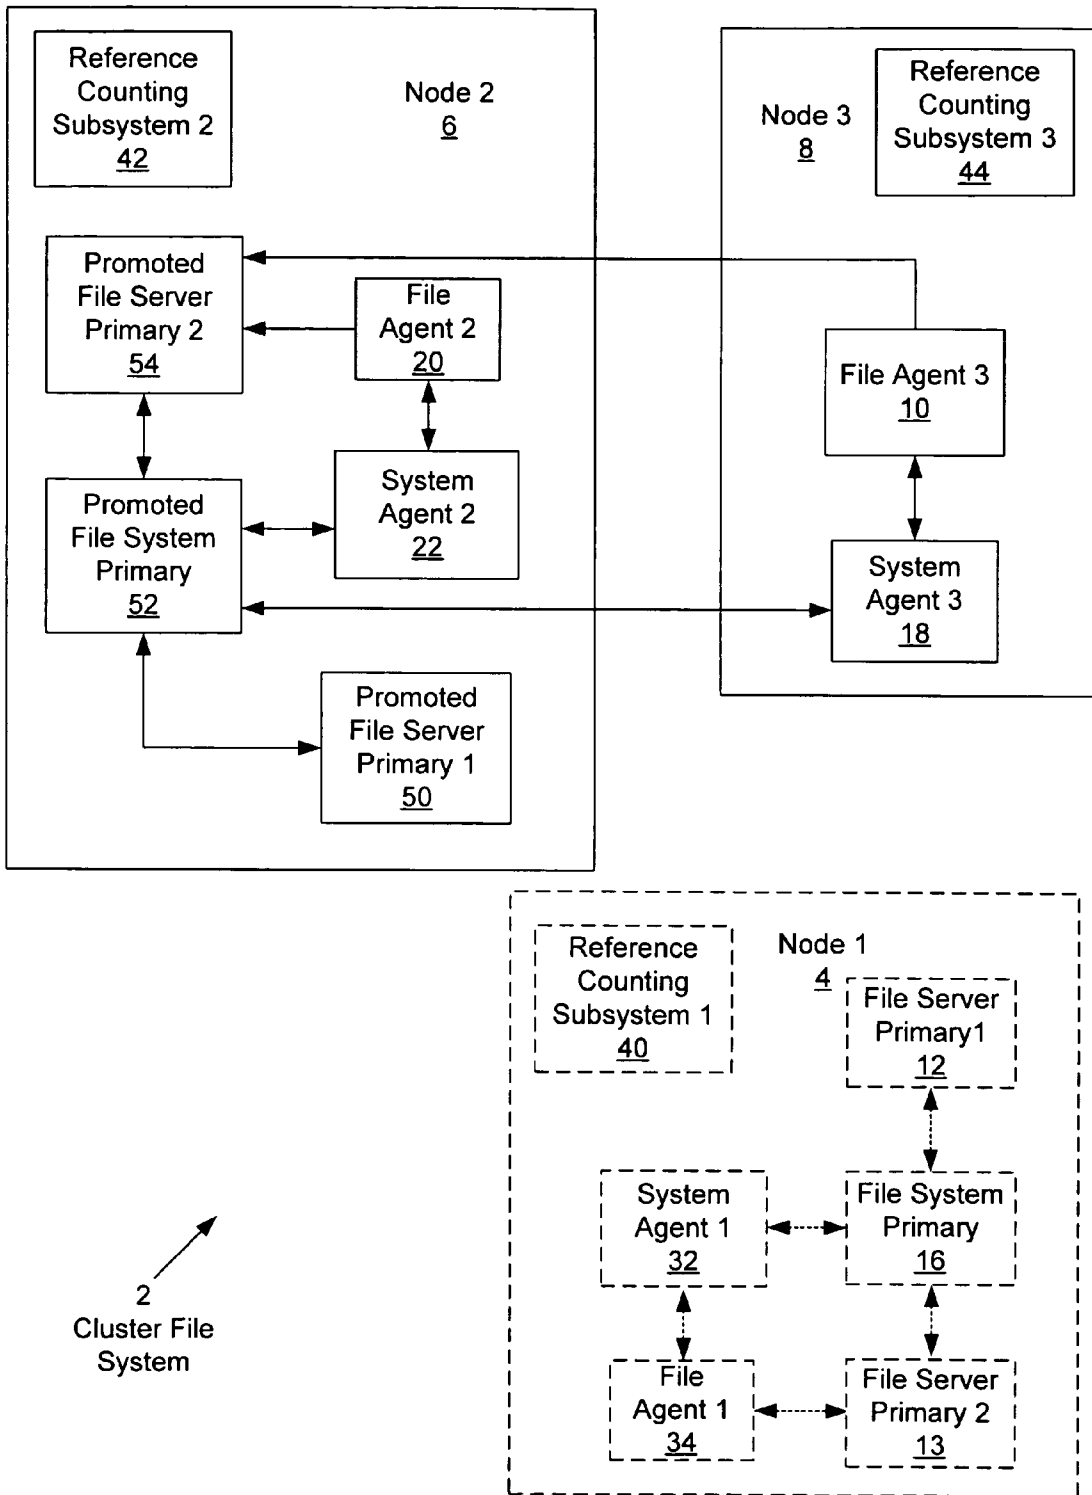 Reference
Counting
Subsystem 2
42
Node 2
6
Promoted
File Server
Primary 2
54
File
Agent 2
20
Promoted
File System
Primary
52
System
Agent 2
22
Promoted
File Server
Primary 1
50
Node 3
8
Reference
Counting
Subsystem 3
44
File Agent 3
10
System
Agent 3
18
Reference
Counting
Subsystem 1
40
Node 1
4
File Server
Primary1
12
System
Agent 1
32
File System
Primary
16
File
Agent 1
34
File Server
Primary 2
13
2
Cluster File
System